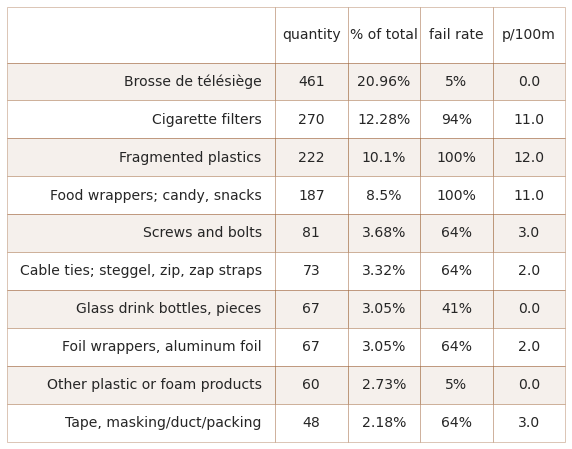 quantity % of total fail rate p/100m
Brosse de télésiège 461 20.96% 5% 0.0
Cigarette filters 270 12.28% 94% 11.0
Fragmented plastics 222 10.1% 100% 12.0
Food wrappers; candy, snacks 187 8.5% 100% 11.0
Screws and bolts 81 3.68% 64% 3.0
Cable ties; steggel, zip, zap straps 73 3.32% 64% 2.0
Glass drink bottles, pieces 67 3.05% 41% 0.0
Foil wrappers, aluminum foil 67 3.05% 64% 2.0
Other plastic or foam products 60 2.73% 5% 0.0
Tape, masking/duct/packing 48 2.18% 64% 3.0